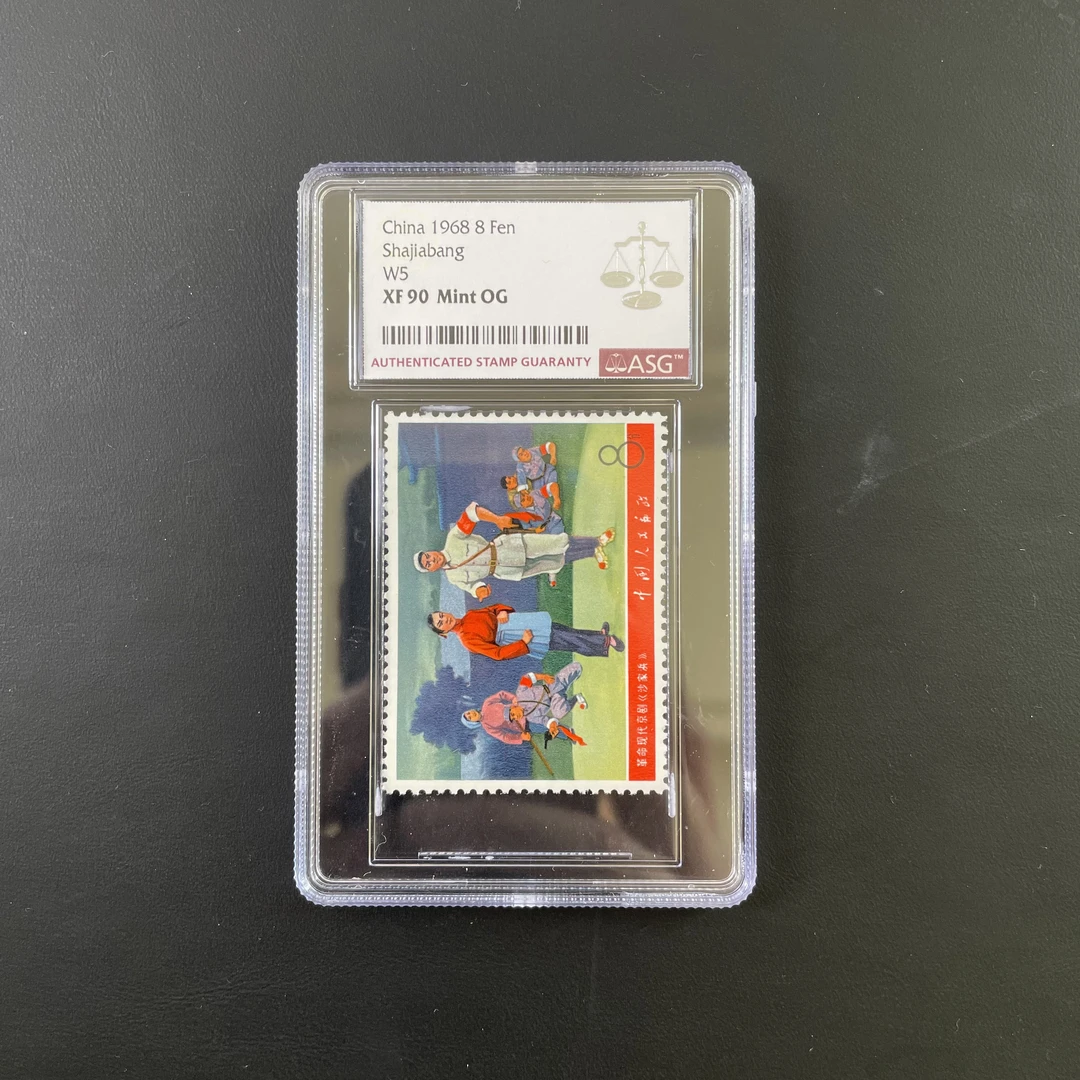 China 1968 8 Fen
Shajiabang
W5
XF 90 Mint OG
AUTHENTICATED STAMP GUARANTY
ASG™
8分
中国人民邮政
革命现代京剧《沙家浜》